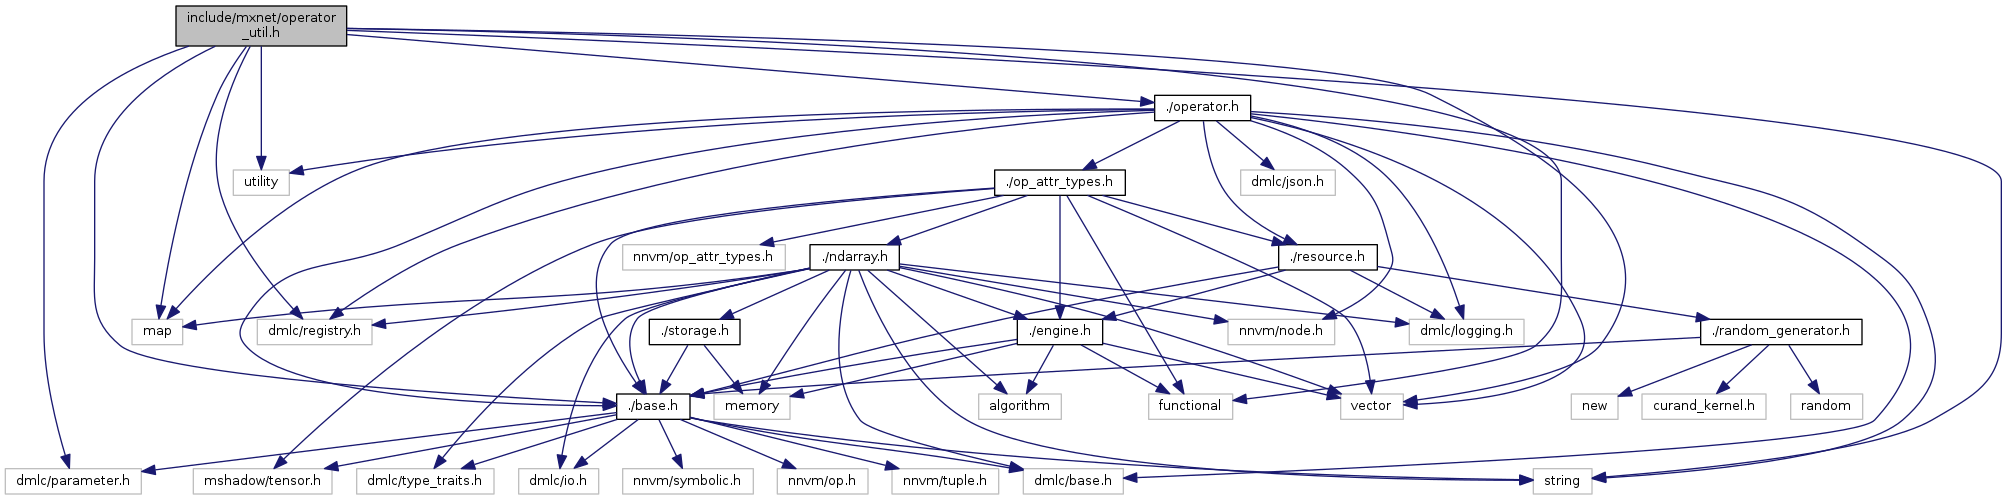 include/mxnet/operator
_util.h
./operator.h
utility
./op_attr_types.h
dmlc/json.h
nnvm/op_attr_types.h
./ndarray.h
./resource.h
map
dmlc/registry.h
./storage.h
./engine.h
nnvm/node.h
dmlc/logging.h
./random_generator.h
./base.h
memory
algorithm
functional
vector
new
curand_kernel.h
random
dmlc/parameter.h
mshadow/tensor.h
dmlc/type_traits.h
dmlc/io.h
nnvm/symbolic.h
nnvm/op.h
nnvm/tuple.h
dmlc/base.h
string